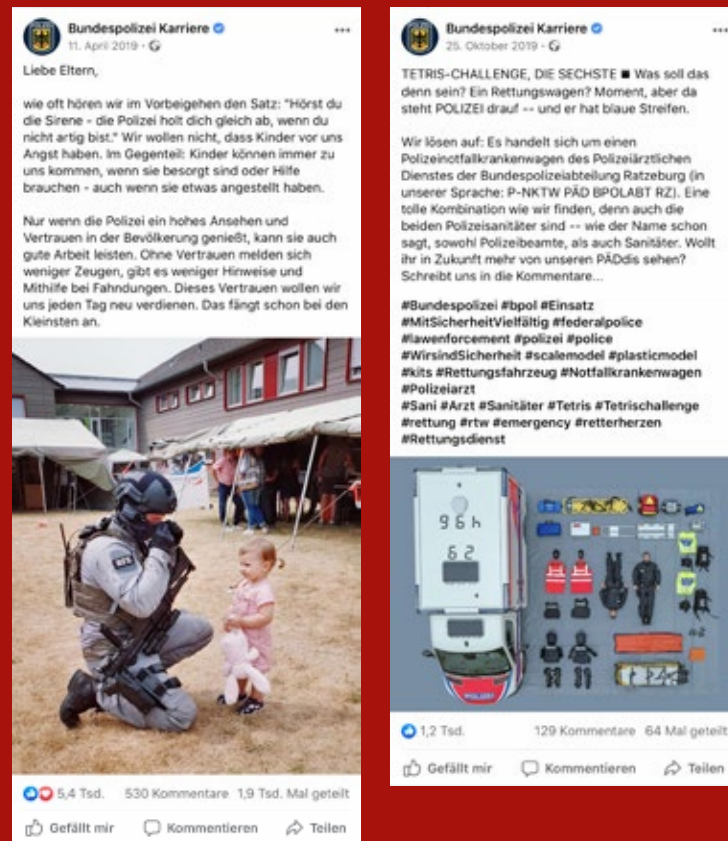 Bundespolizei Karriere
11. April 2019 ·
Liebe Eltern,
wie oft hören wir im Vorbeigehen den Satz: "Hörst du
die Sirene - die Polizei holt dich gleich ab, wenn du
nicht artig bist." Wir wollen nicht, dass Kinder vor uns
Angst haben. Im Gegenteil: Kinder können immer zu
uns kommen, wenn sie besorgt sind oder Hilfe
brauchen - auch wenn sie etwas angestellt haben.
Nur wenn die Polizei ein hohes Ansehen und
Vertrauen in der Bevölkerung genießt, kann sie auch
gute Arbeit leisten. Ohne Vertrauen melden sich
weniger Zeugen, gibt es weniger Hinweise und
Mithilfe bei Fahndungen. Dieses Vertrauen wollen wir
uns jeden Tag neu verdienen. Das fängt schon bei den
Kleinsten an.
5,4 Tsd. 530 Kommentare 1,9 Tsd. Mal geteilt
Gefällt mir Kommentieren Teilen
Bundespolizei Karriere
25. Oktober 2019 ·
TETRIS-CHALLENGE, DIE SECHSTE ■ Was soll das
denn sein? Ein Rettungswagen? Moment, aber da
steht POLIZEI drauf -- und er hat blaue Streifen.
Wir lösen auf: Es handelt sich um einen
Polizeinotfallkrankenwagen des Polizeiärztlichen
Dienstes der Bundespolizeiabteilung Ratzeburg (in
unserer Sprache: P-NKTW PÄD BPOLABT RZ). Eine
tolle Kombination wie wir finden, denn auch die
beiden Polizeisanitäter sind -- wie der Name schon
sagt, sowohl Polizeibeamte, als auch Sanitäter. Wollt
ihr in Zukunft mehr von unseren PÄDdis sehen?
Schreibt uns in die Kommentare...
#Bundespolizei #bpol #Einsatz
#MitSicherheitVielfältig #federalpolice
#lawenforcement #polizei #police
#WirsindSicherheit #scalemodel #plasticmodel
#kits #Rettungsfahrzeug #Notfallkrankenwagen
#Polizeiarzt
#Sani #Arzt #Sanitäter #Tetris #Tetrischallenge
#rettung #rtw #emergency #retterherzen
#Rettungsdienst
96h
62
POLIZEI
1,2 Tsd. 129 Kommentare 64 Mal geteilt
Gefällt mir Kommentieren Teilen